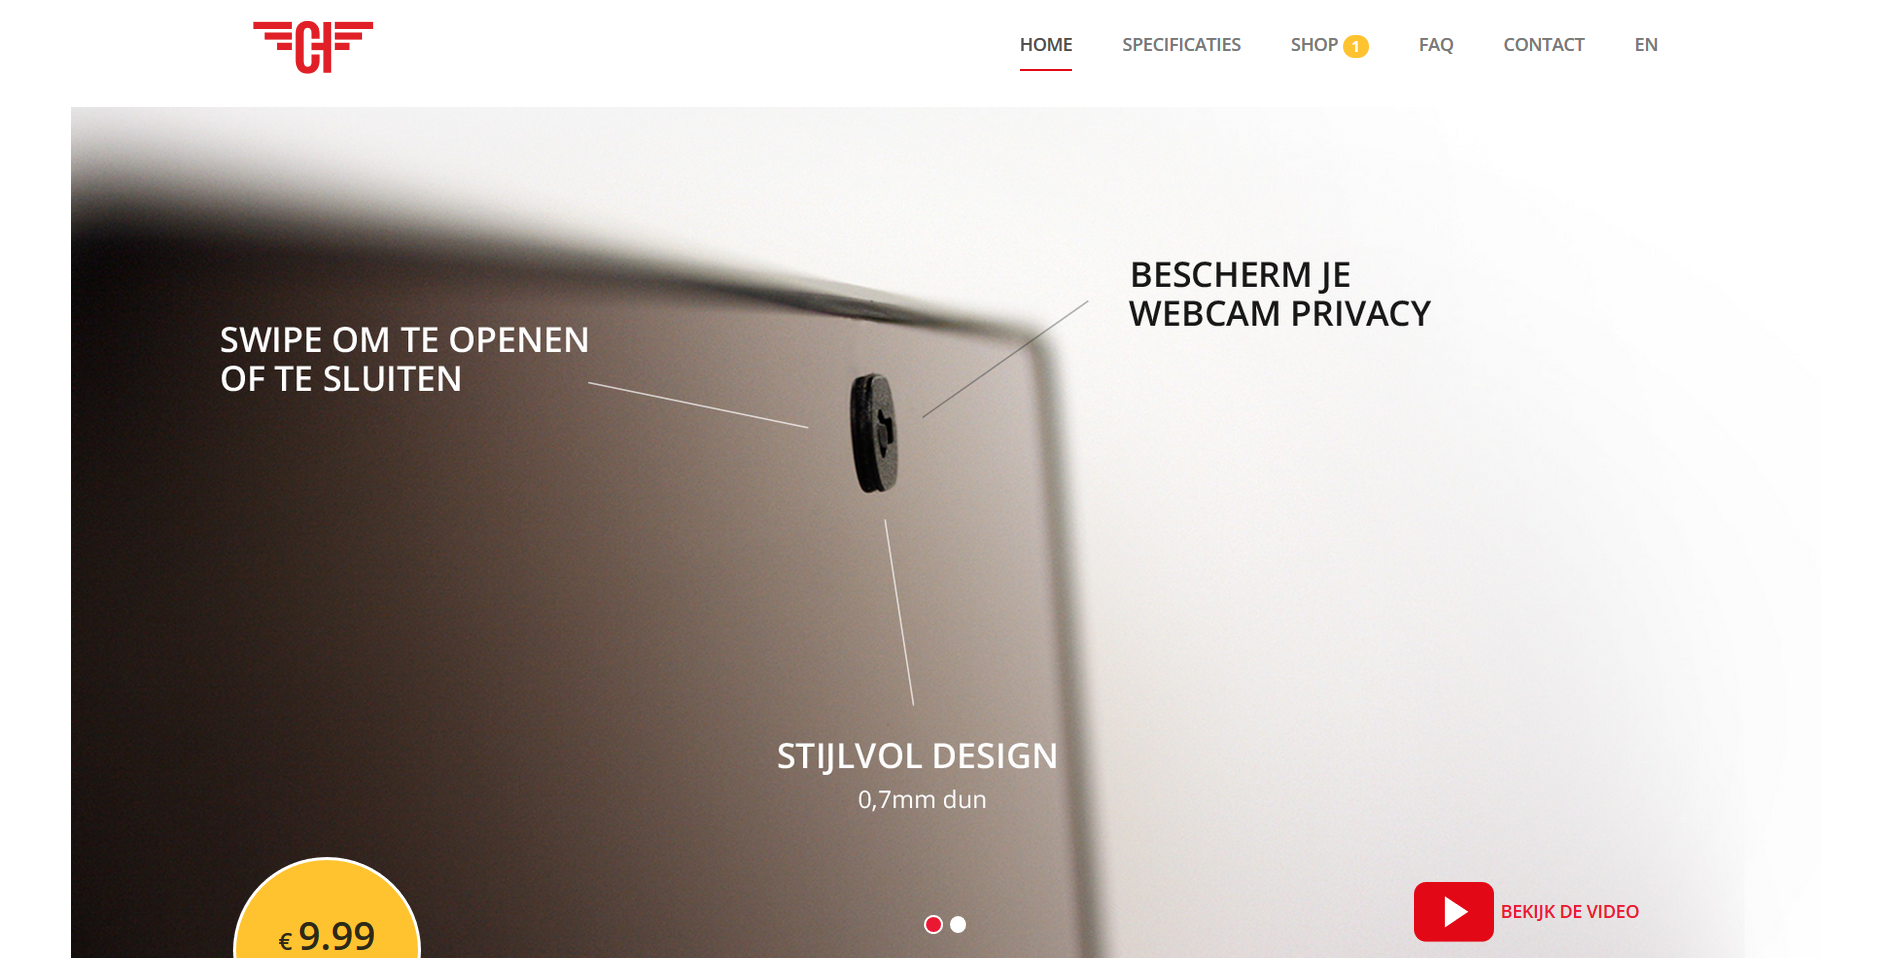 CH
HOME SPECIFICATIES SHOP 1 FAQ CONTACT EN
BESCHERM JE
WEBCAM PRIVACY
SWIPE OM TE OPENEN
OF TE SLUITEN
STIJLVOL DESIGN
0,7mm dun
€ 9.99
BEKIJK DE VIDEO